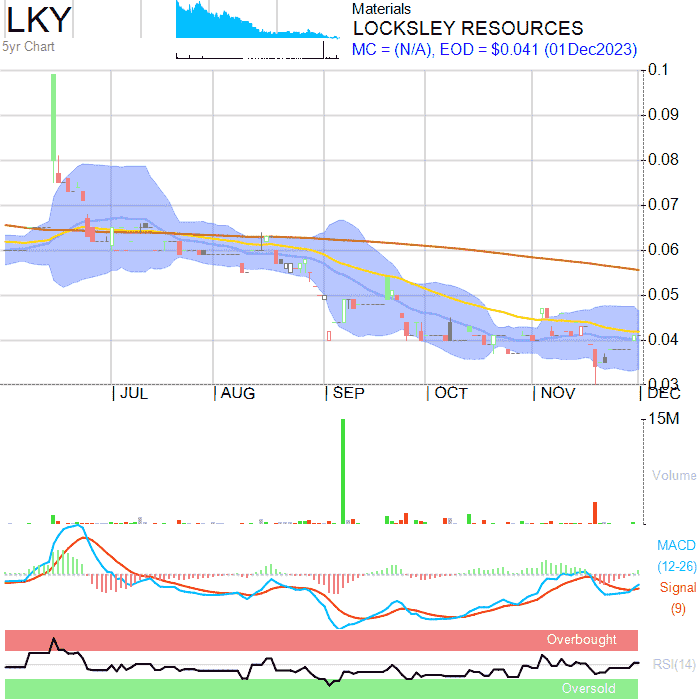 LKY
5yr Chart
Materials
LOCKSLEY RESOURCES
MC = (N/A), EOD = $0.041 (01Dec2023)
0.1
0.09
0.08
0.07
0.06
0.05
0.04
0.03
JUL AUG SEP OCT NOV DEC
15M
Volume
MACD
(12-26)
Signal
(9)
Overbought
RSI(14)
Oversold